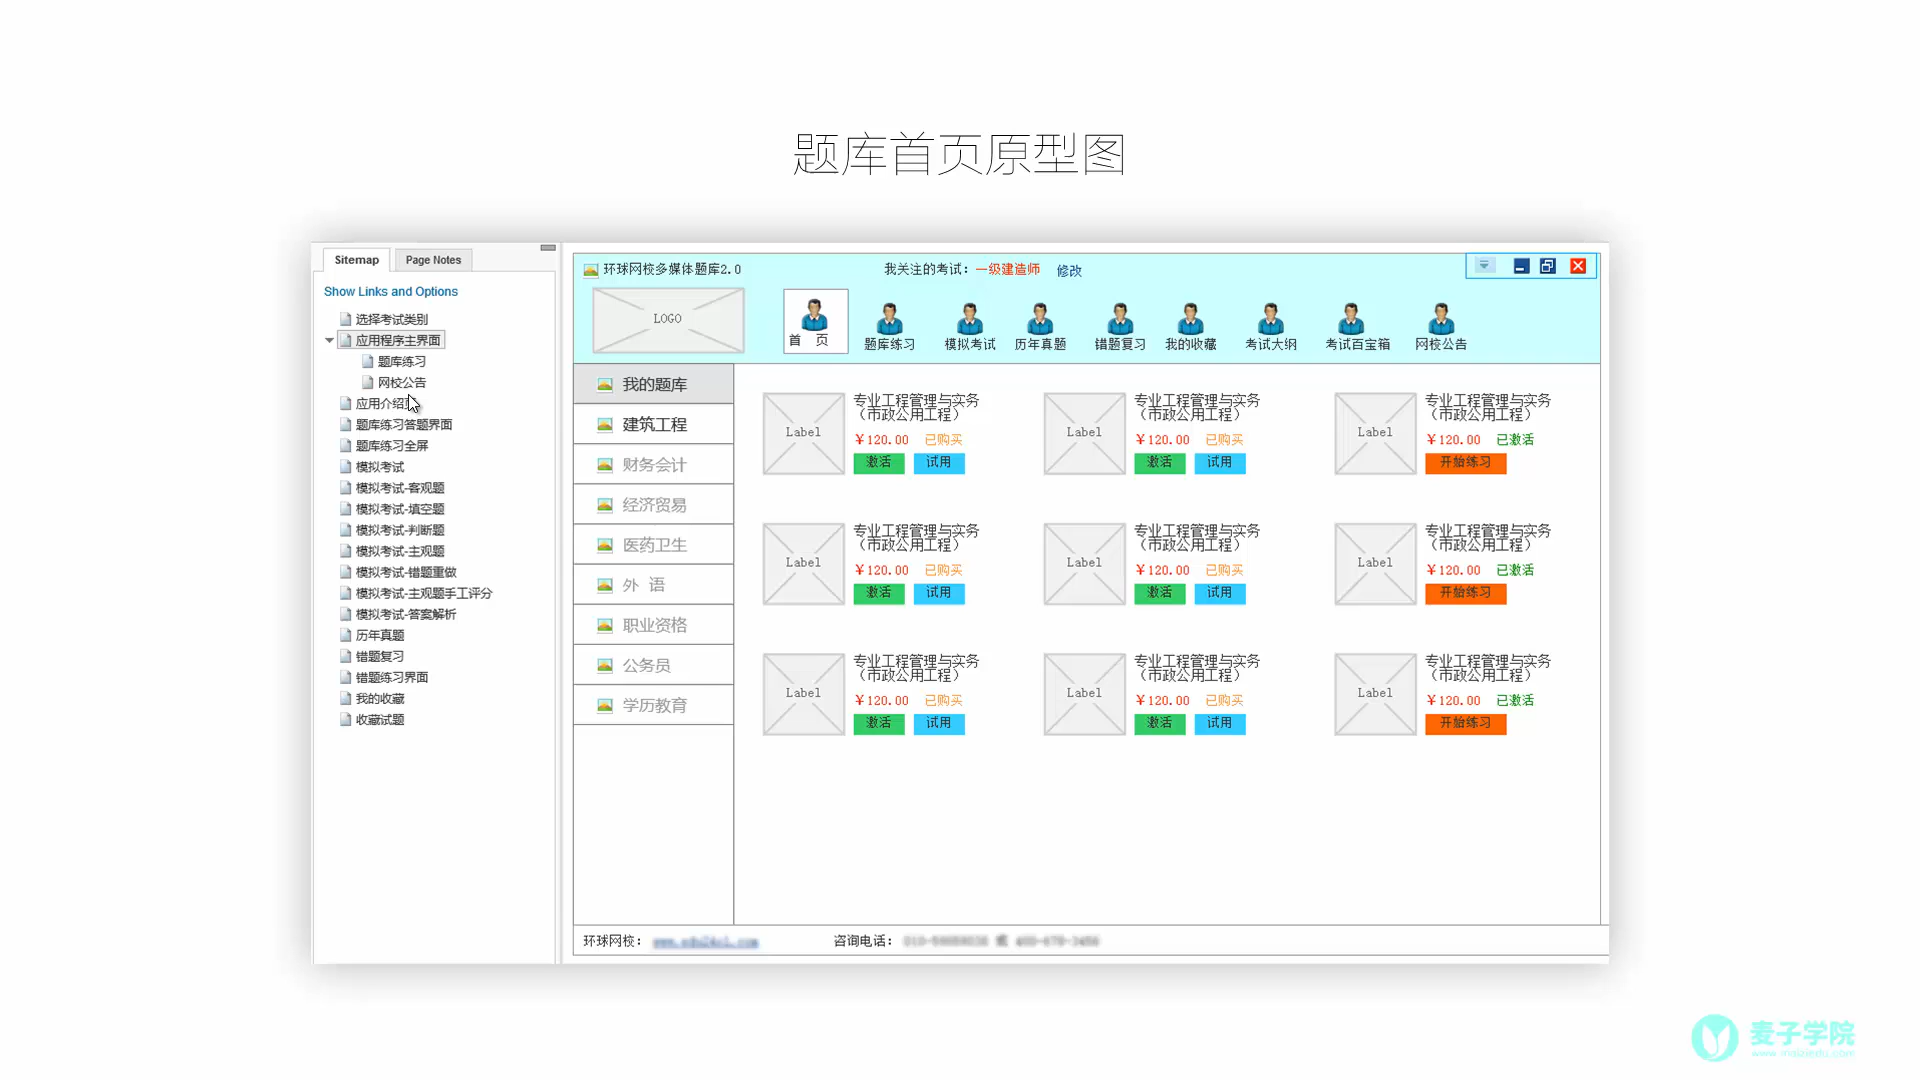 题库首页原型图
Sitemap
Page Notes
Show Links and Options
选择考试类别
应用程序主界面
题库练习
网校公告
应用介绍
题库练习答题界面
题库练习全屏
模拟考试
模拟考试-客观题
模拟考试-填空题
模拟考试-判断题
模拟考试-主观题
模拟考试-错题重做
模拟考试-主观题手工评分
模拟考试-答案解析
历年真题
错题复习
错题练习界面
我的收藏
收藏试题
环球网校多媒体题库2.0
我关注的考试：一级建造师 修改
LOGO
首 页
题库练习
模拟考试
历年真题
错题复习
我的收藏
考试大纲
考试百宝箱
网校公告
我的题库
建筑工程
财务会计
经济贸易
医药卫生
外 语
职业资格
公务员
学历教育
Label
专业工程管理与实务
（市政公用工程）
￥120.00 已购买
激活 试用
Label
专业工程管理与实务
（市政公用工程）
￥120.00 已购买
激活 试用
Label
专业工程管理与实务
（市政公用工程）
￥120.00 已激活
开始练习
Label
专业工程管理与实务
（市政公用工程）
￥120.00 已购买
激活 试用
Label
专业工程管理与实务
（市政公用工程）
￥120.00 已购买
激活 试用
Label
专业工程管理与实务
（市政公用工程）
￥120.00 已激活
开始练习
Label
专业工程管理与实务
（市政公用工程）
￥120.00 已购买
激活 试用
Label
专业工程管理与实务
（市政公用工程）
￥120.00 已购买
激活 试用
Label
专业工程管理与实务
（市政公用工程）
￥120.00 已激活
开始练习
环球网校：
咨询电话：
麦子学院
www.maiziedu.com